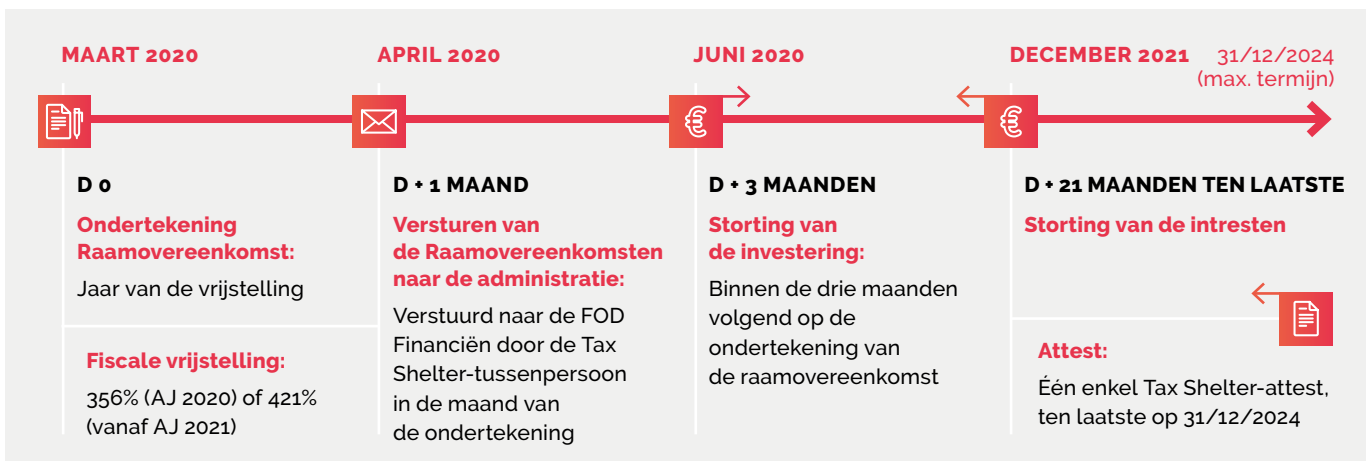 MAART 2020
APRIL 2020
JUNI 2020
DECEMBER 2021
31/12/2024
(max. termijn)
D 0
Ondertekening
Raamovereenkomst:
Jaar van de vrijstelling
Fiscale vrijstelling:
356% (AJ 2020) of 421%
(vanaf AJ 2021)
D + 1 MAAND
Versturen van
de Raamovereenkomsten
naar de administratie:
Verstuurd naar de FOD
Financiën door de Tax
Shelter-tussenpersoon
in de maand van
de ondertekening
D + 3 MAANDEN
Storting van
de investering:
Binnen de drie maanden
volgend op de
ondertekening van
de raamovereenkomst
D + 21 MAANDEN TEN LAATSTE
Storting van de intresten
Attest:
Één enkel Tax Shelter-attest,
ten laatste op 31/12/2024